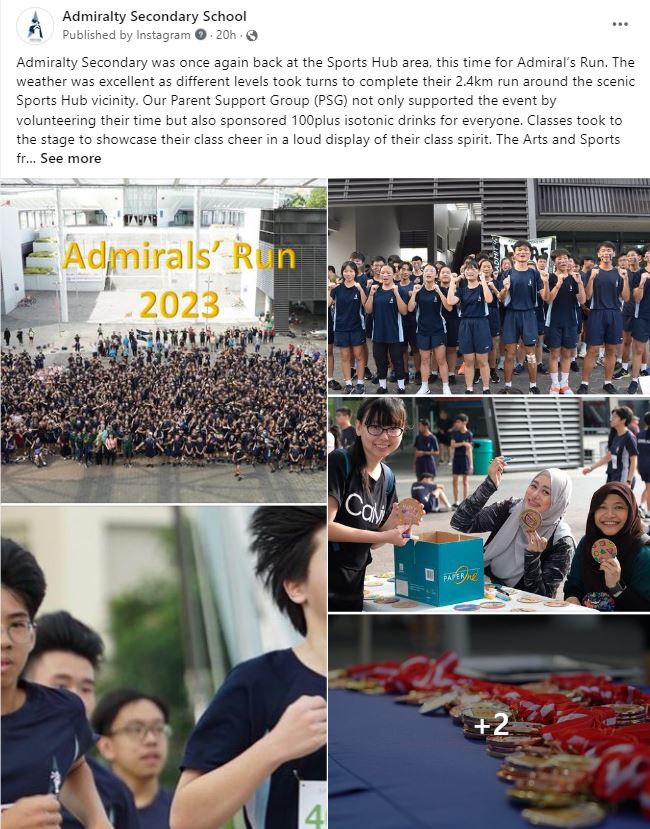 Admiralty Secondary School
Published by Instagram ? · 20h ·
Admiralty Secondary was once again back at the Sports Hub area, this time for Admiral's Run. The
weather was excellent as different levels took turns to complete their 2.4km run around the scenic
Sports Hub vicinity. Our Parent Support Group (PSG) not only supported the event by
volunteering their time but also sponsored 100plus isotonic drinks for everyone. Classes took to
the stage to showcase their class cheer in a loud display of their class spirit. The Arts and Sports
fr... See more
Admirals' Run
2023
PAPER One
4
+2